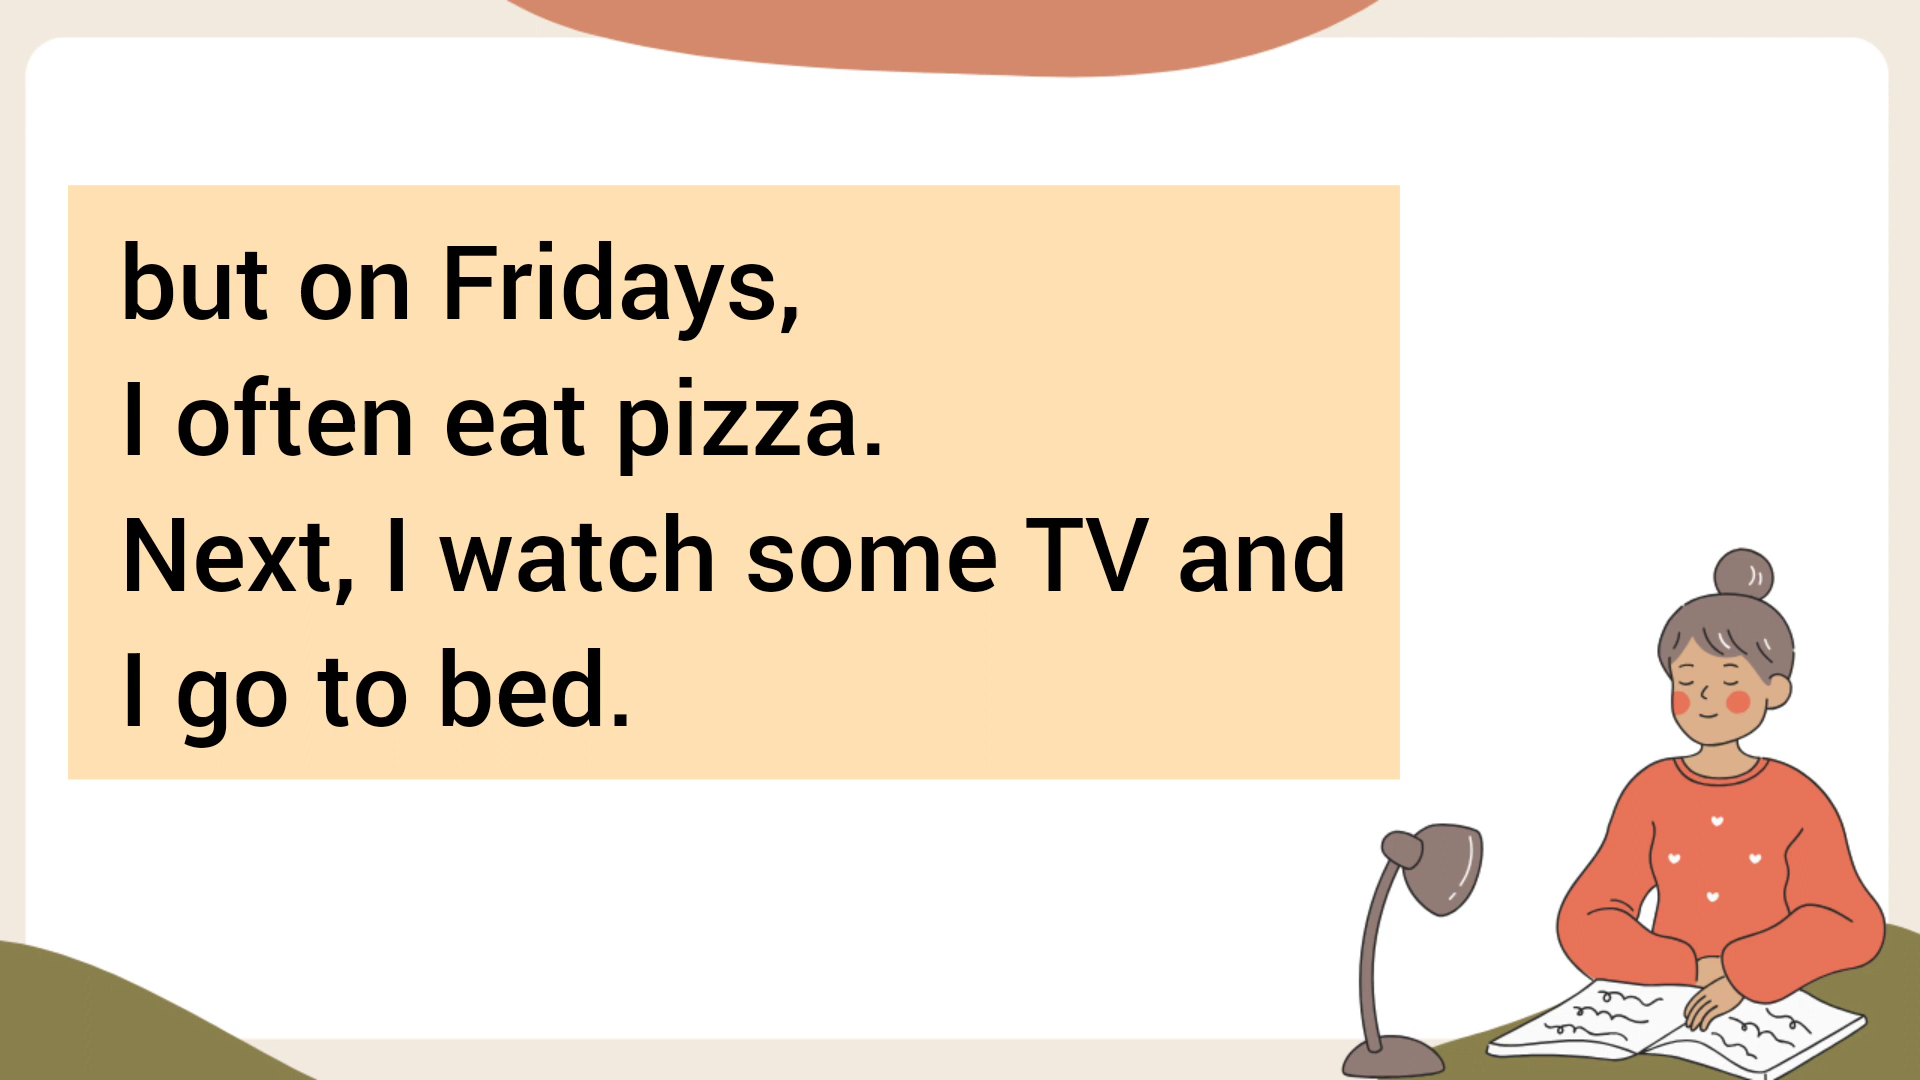 but on Fridays,
I often eat pizza.
Next, I watch some TV and
I go to bed.